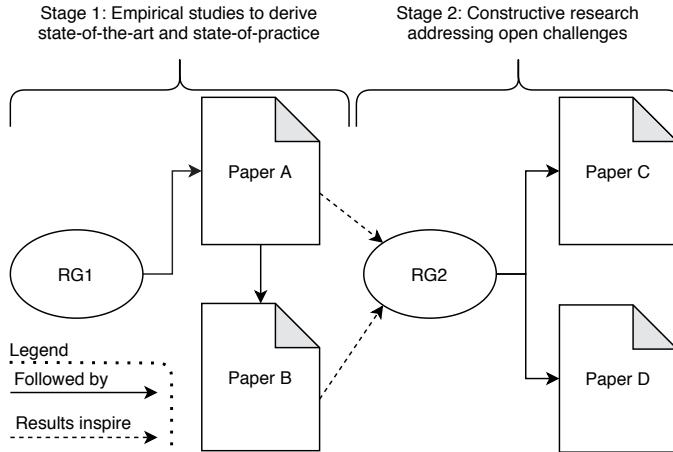 Stage 1: Empirical studies to derive
state-of-the-art and state-of-practice
Stage 2: Constructive research
addressing open challenges
Paper A
Paper C
RG1
RG2
Paper B
Paper D
Legend
Followed by
Results inspire